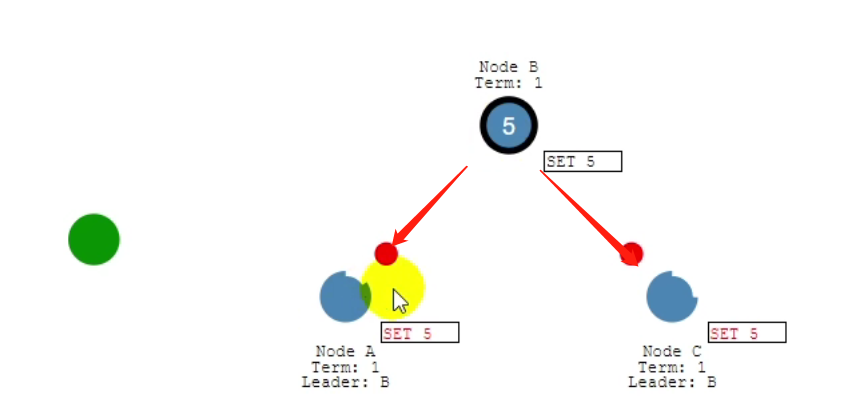 Node B
Term: 1
5
SET 5
SET 5
SET 5
Node A
Term: 1
Leader: B
Node C
Term: 1
Leader: B